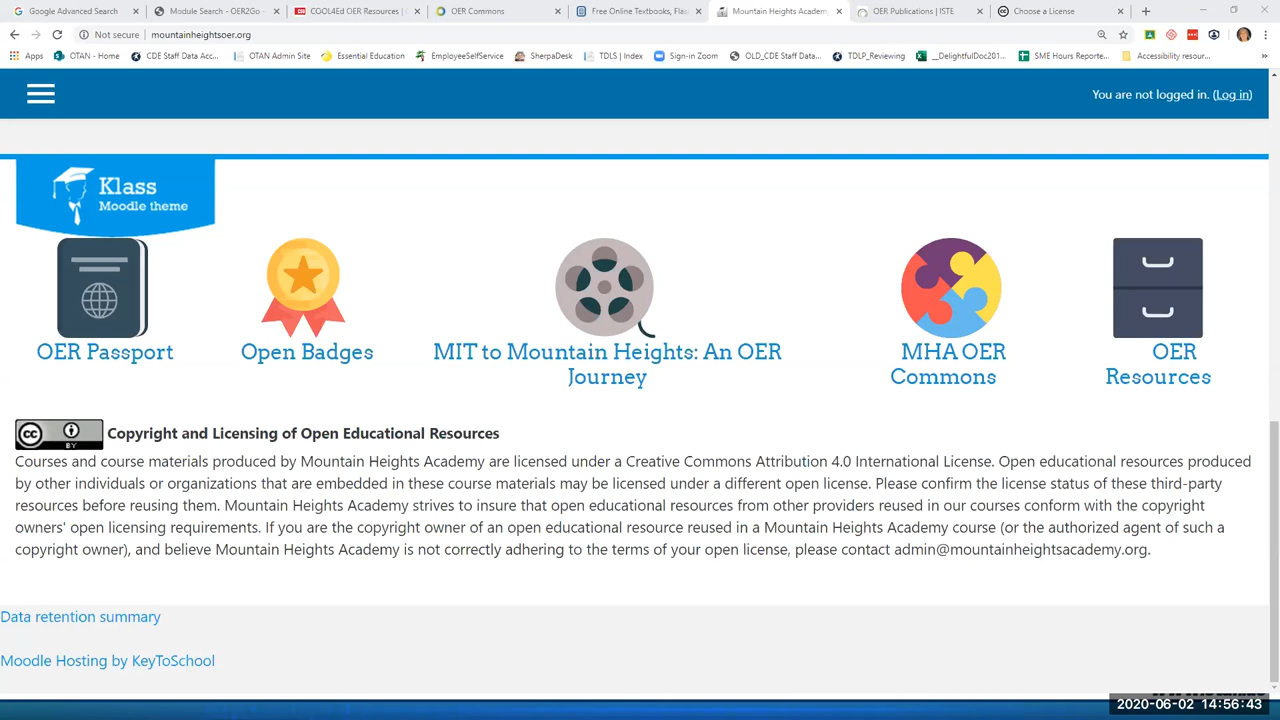 Google Advanced Search
Module Search - OER2Go
COOL4Ed OER Resources |
OER Commons
Free Online Textbooks, Flas
Mountain Heights Academy
OER Publications | ISTE
Choose a License
Not secure | mountainheightsoer.org
Apps
OTAN - Home
CDE Staff Data Acc...
OTAN Admin Site
Essential Education
EmployeeSelfService
SherpaDesk
TDLS | Index
Sign-in Zoom
OLD_CDE Staff Data...
TDLP_Reviewing
__DelightfulDoc201...
SME Hours Reporte...
Accessibility resour...
You are not logged in. (Log in)
Klass
Moodle theme
OER Passport
Open Badges
MIT to Mountain Heights: An OER
Journey
MHA OER
Commons
OER
Resources
CC BY Copyright and Licensing of Open Educational Resources
Courses and course materials produced by Mountain Heights Academy are licensed under a Creative Commons Attribution 4.0 International License. Open educational resources produced
by other individuals or organizations that are embedded in these course materials may be licensed under a different open license. Please confirm the license status of these third-party
resources before reusing them. Mountain Heights Academy strives to insure that open educational resources from other providers reused in our courses conform with the copyright
owners' open licensing requirements. If you are the copyright owner of an open educational resource reused in a Mountain Heights Academy course (or the authorized agent of such a
copyright owner), and believe Mountain Heights Academy is not correctly adhering to the terms of your open license, please contact admin@mountainheightsacademy.org.
Data retention summary
Moodle Hosting by KeyToSchool
2020-06-02 14:56:43